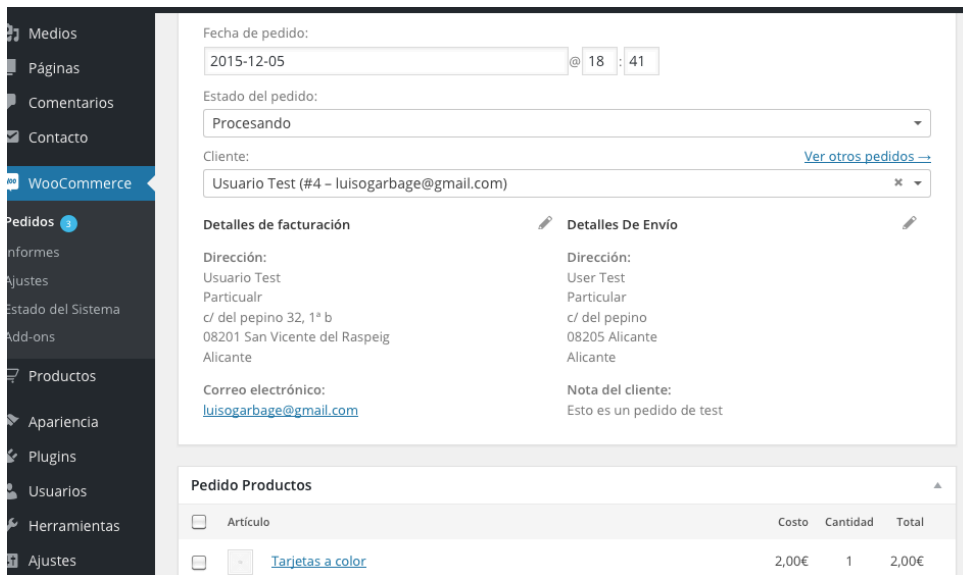 Medios
Páginas
Comentarios
Contacto
WooCommerce
Pedidos 3
Informes
Ajustes
Estado del Sistema
Add-ons
Productos
Apariencia
Plugins
Usuarios
Herramientas
Ajustes
Fecha de pedido:
2015-12-05 @ 18 : 41
Estado del pedido:
Procesando
Cliente:
Ver otros pedidos →
Usuario Test (#4 – luisogarbage@gmail.com)
Detalles de facturación
Dirección:
Usuario Test
Particualr
c/ del pepino 32, 1ª b
08201 San Vicente del Raspeig
Alicante
Correo electrónico:
luisogarbage@gmail.com
Detalles De Envío
Dirección:
User Test
Particular
c/ del pepino
08205 Alicante
Alicante
Nota del cliente:
Esto es un pedido de test
Pedido Productos
Artículo Costo Cantidad Total
Tarjetas a color 2,00€ 1 2,00€